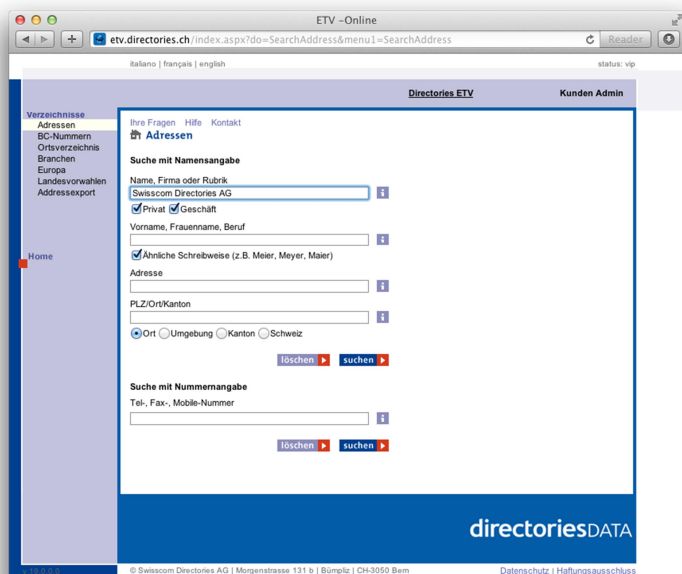 ETV –Online
etv.directories.ch/index.aspx?do=SearchAddress&menu1=SearchAddress
Reader
italiano | français | english
status: vip
Directories ETV
Kunden Admin
Verzeichnisse
Adressen
BC-Nummern
Ortsverzeichnis
Branchen
Europa
Landesvorwahlen
Addressexport
Home
Ihre Fragen Hilfe Kontakt
Adressen
Suche mit Namensangabe
Name, Firma oder Rubrik
Swisscom Directories AG
i
Privat Geschäft
Vorname, Frauenname, Beruf
i
Ähnliche Schreibweise (z.B. Meier, Meyer, Maier)
Adresse
i
PLZ/Ort/Kanton
i
Ort Umgebung Kanton Schweiz
löschen suchen
Suche mit Nummernangabe
Tel-, Fax-, Mobile-Nummer
i
löschen suchen
directoriesDATA
v 19.0.0.0
© Swisscom Directories AG | Morgenstrasse 131 b | Bümpliz | CH-3050 Bern
Datenschutz | Haftungsausschluss